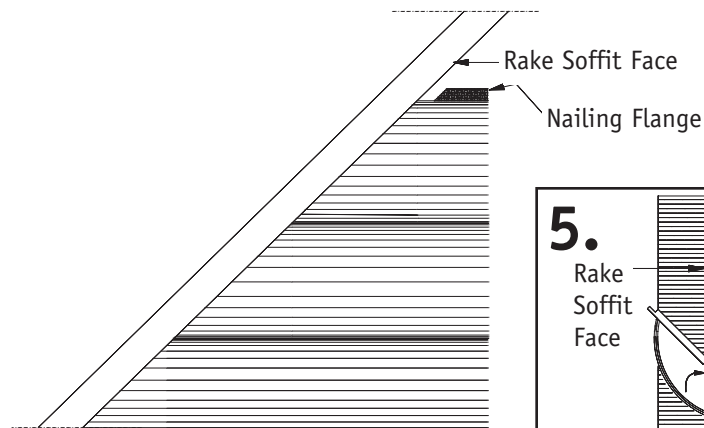 Rake Soffit Face
Nailing Flange
5.
Rake
Soffit
Face